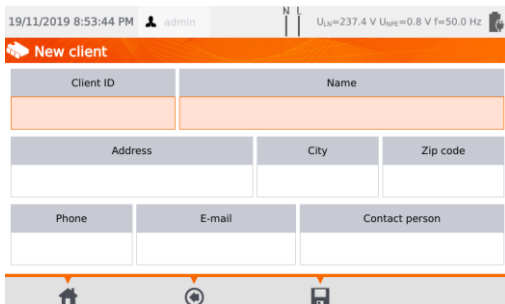 19/11/2019 8:53:44 PM admin N L ULN=237.4 V UNPE=0.8 V f=50.0 Hz
New client
Client ID Name
Address City Zip code
Phone E-mail Contact person